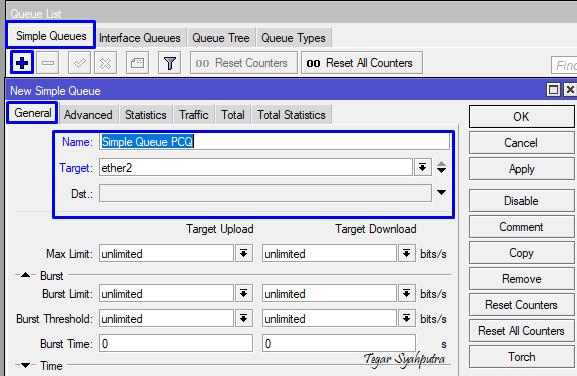 Queue List
Simple Queues Interface Queues Queue Tree Queue Types
00 Reset Counters 00 Reset All Counters Find
New Simple Queue
General Advanced Statistics Traffic Total Total Statistics
OK
Name: Simple Queue PCQ
Cancel
Target: ether2
Apply
Dst.:
Disable
Target Upload Target Download
Comment
Max Limit: unlimited unlimited bits/s
Copy
Burst
Remove
Burst Limit: unlimited unlimited bits/s
Reset Counters
Burst Threshold: unlimited unlimited bits/s
Reset All Counters
Burst Time: 0 0 s
Torch
Tegar Syahputra
Time